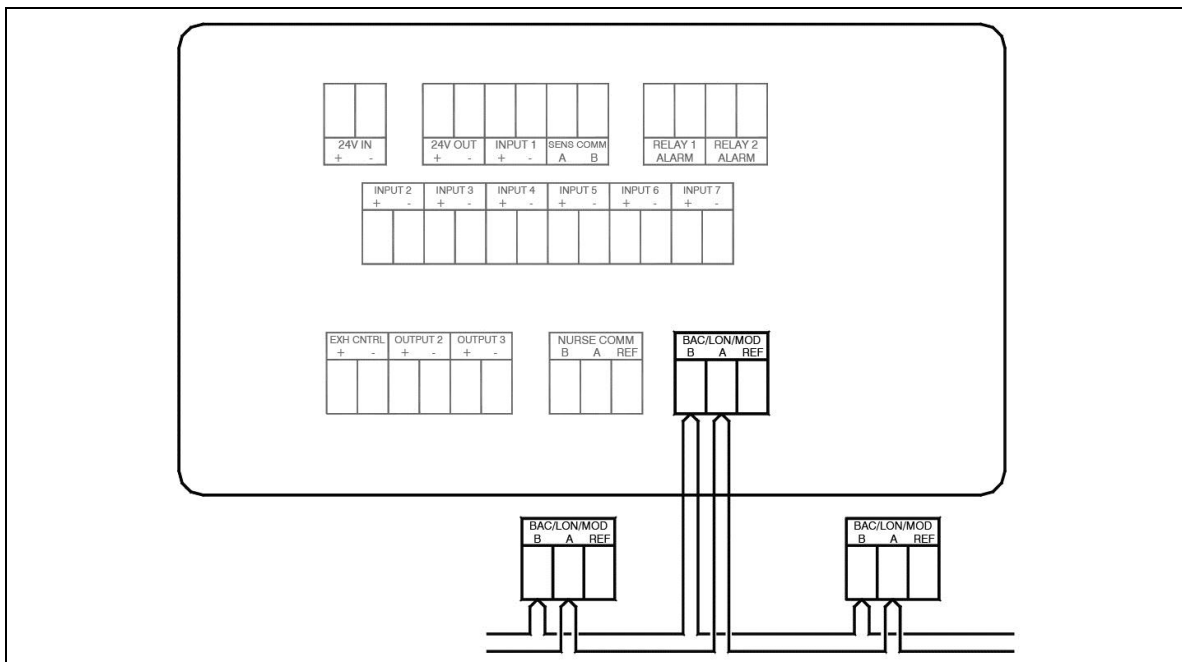 24V IN
+ -
24V OUT INPUT 1 SENS COMM
+ - + - A B
RELAY 1 RELAY 2
ALARM ALARM
INPUT 2 INPUT 3 INPUT 4 INPUT 5 INPUT 6 INPUT 7
+ - + - + - + - + - + -
EXH CNTRL OUTPUT 2 OUTPUT 3
+ - + - + -
NURSE COMM
B A REF
BAC/LON/MOD
B A REF
BAC/LON/MOD
B A REF
BAC/LON/MOD
B A REF